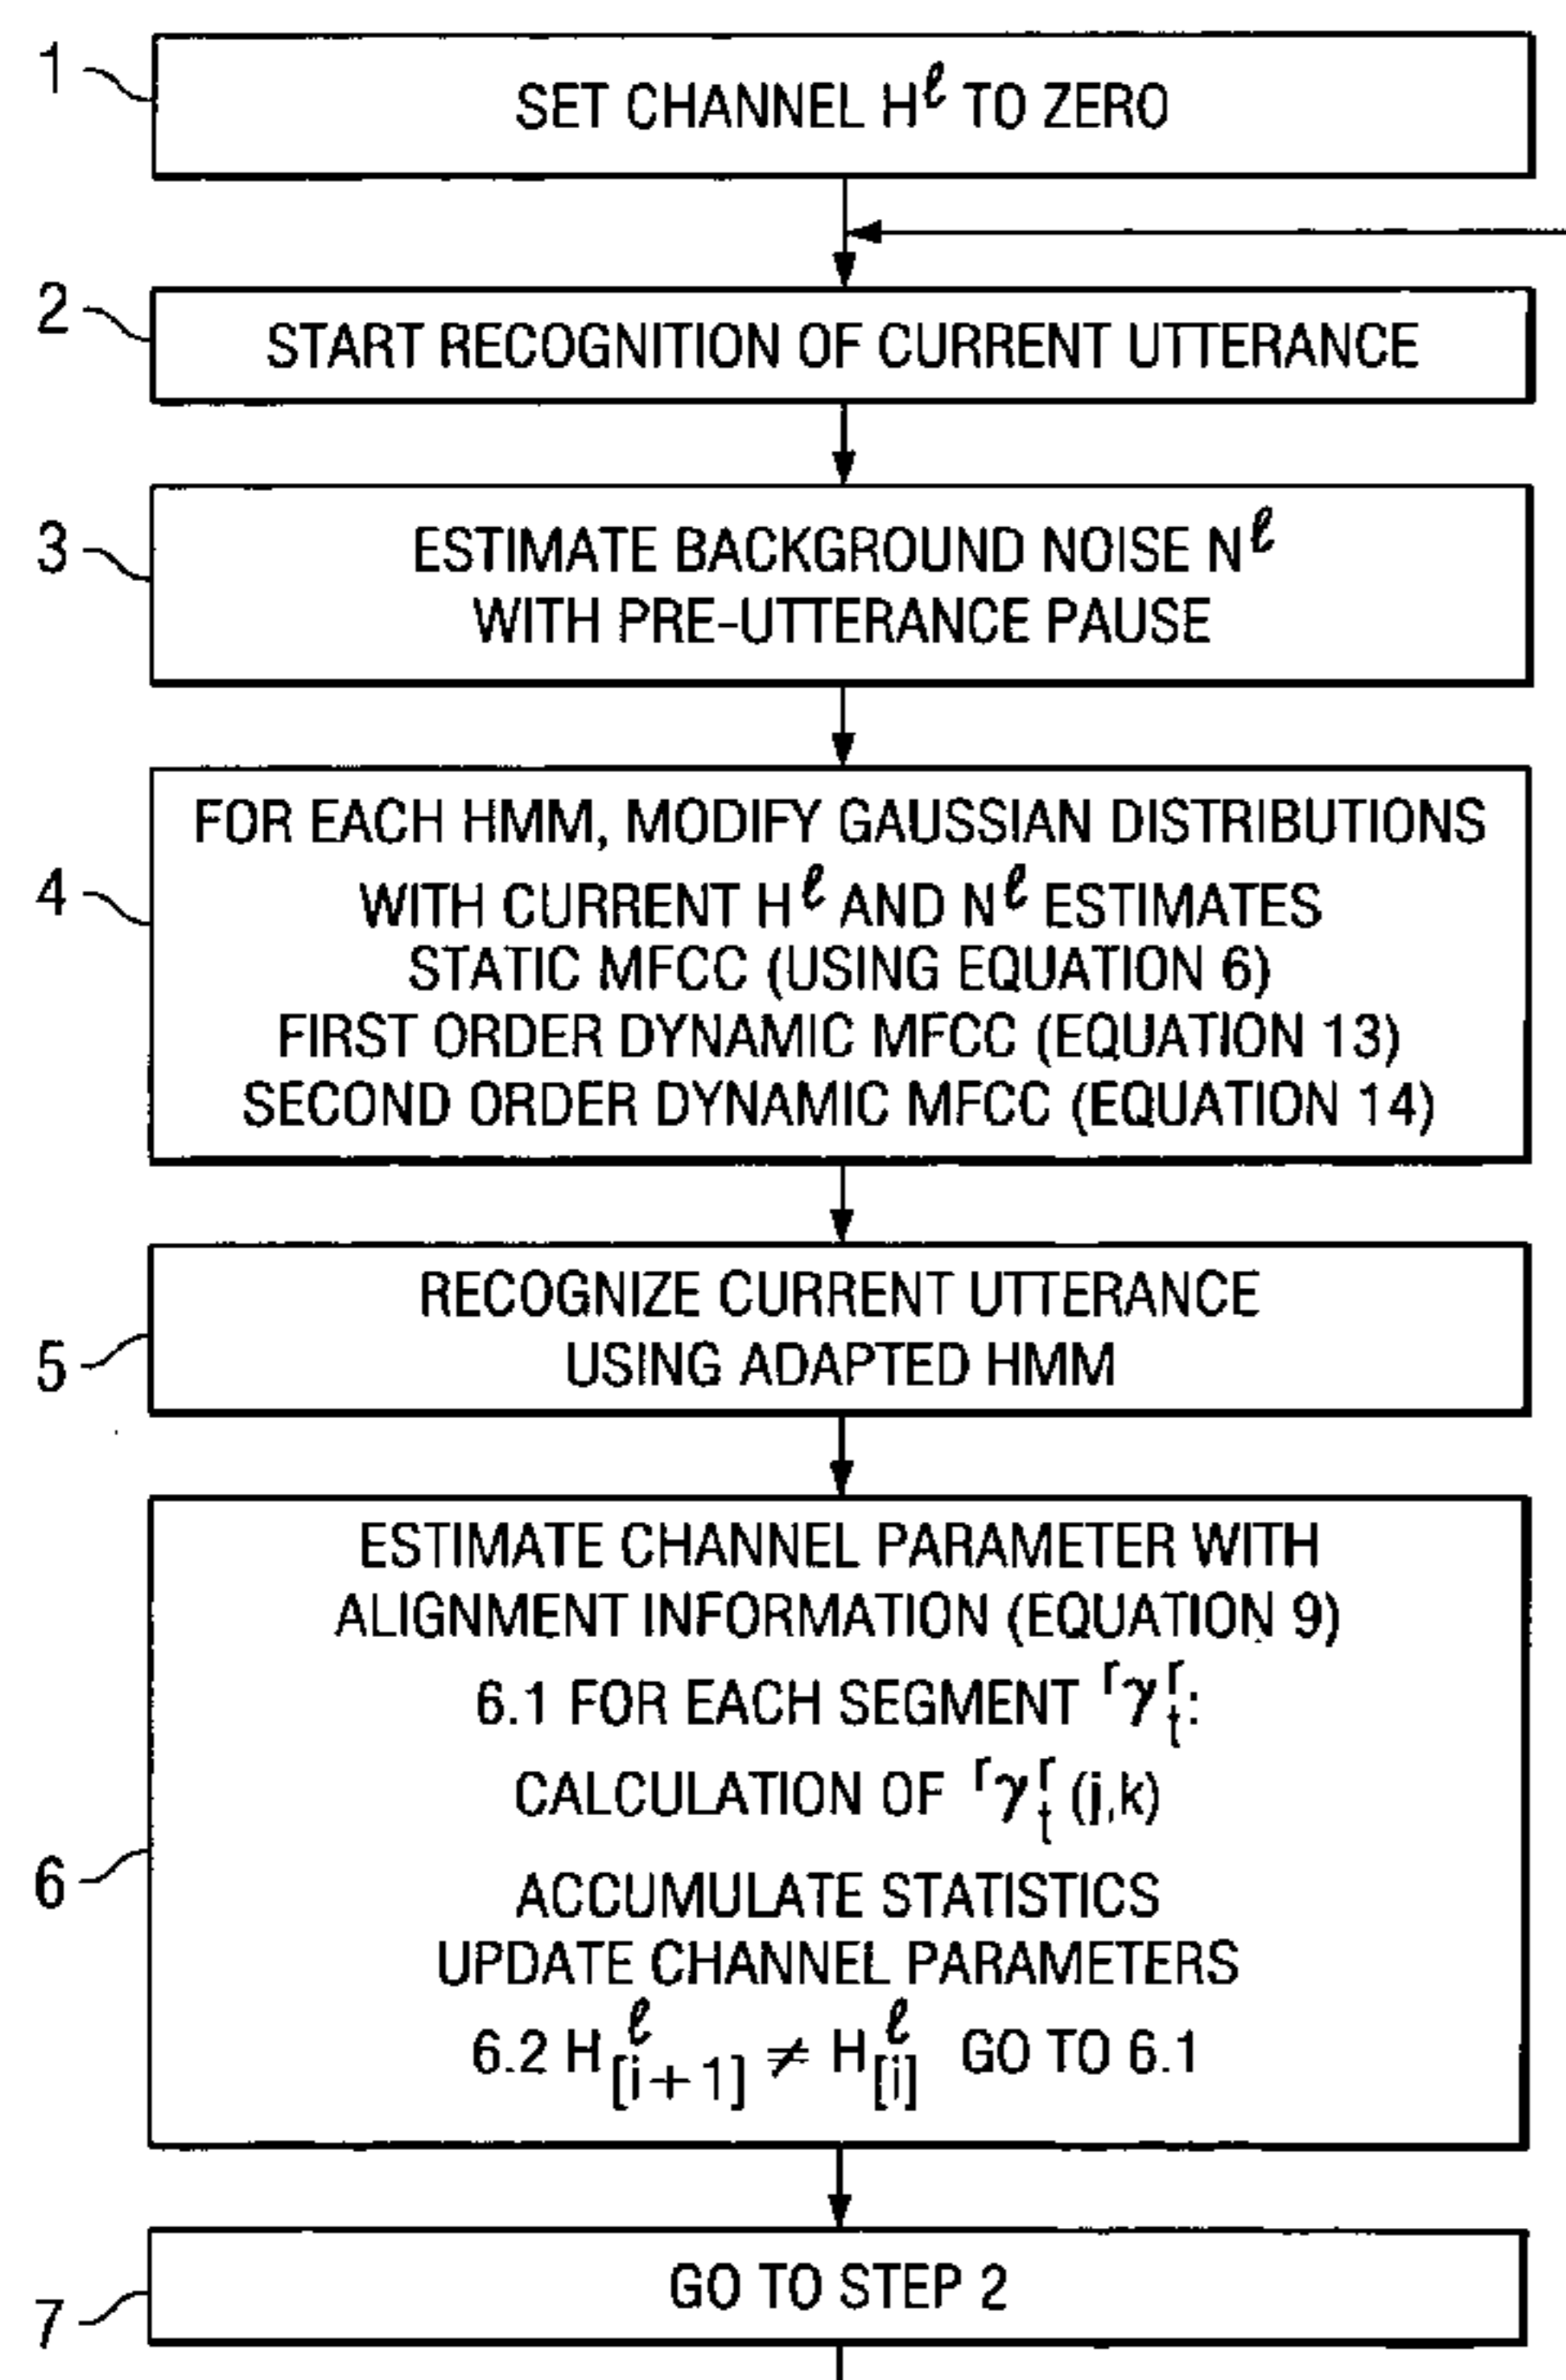 1
SET CHANNEL Hℓ TO ZERO
2
START RECOGNITION OF CURRENT UTTERANCE
3
ESTIMATE BACKGROUND NOISE Nℓ
WITH PRE-UTTERANCE PAUSE
4
FOR EACH HMM, MODIFY GAUSSIAN DISTRIBUTIONS
WITH CURRENT Hℓ AND Nℓ ESTIMATES
STATIC MFCC (USING EQUATION 6)
FIRST ORDER DYNAMIC MFCC (EQUATION 13)
SECOND ORDER DYNAMIC MFCC (EQUATION 14)
5
RECOGNIZE CURRENT UTTERANCE
USING ADAPTED HMM
6
ESTIMATE CHANNEL PARAMETER WITH
ALIGNMENT INFORMATION (EQUATION 9)
6.1 FOR EACH SEGMENT ⌈γ⌈t:
CALCULATION OF ⌈γ⌈t (j,k)
ACCUMULATE STATISTICS
UPDATE CHANNEL PARAMETERS
6.2 Hℓ[i+1] ≠ Hℓ[i] GO TO 6.1
7
GO TO STEP 2